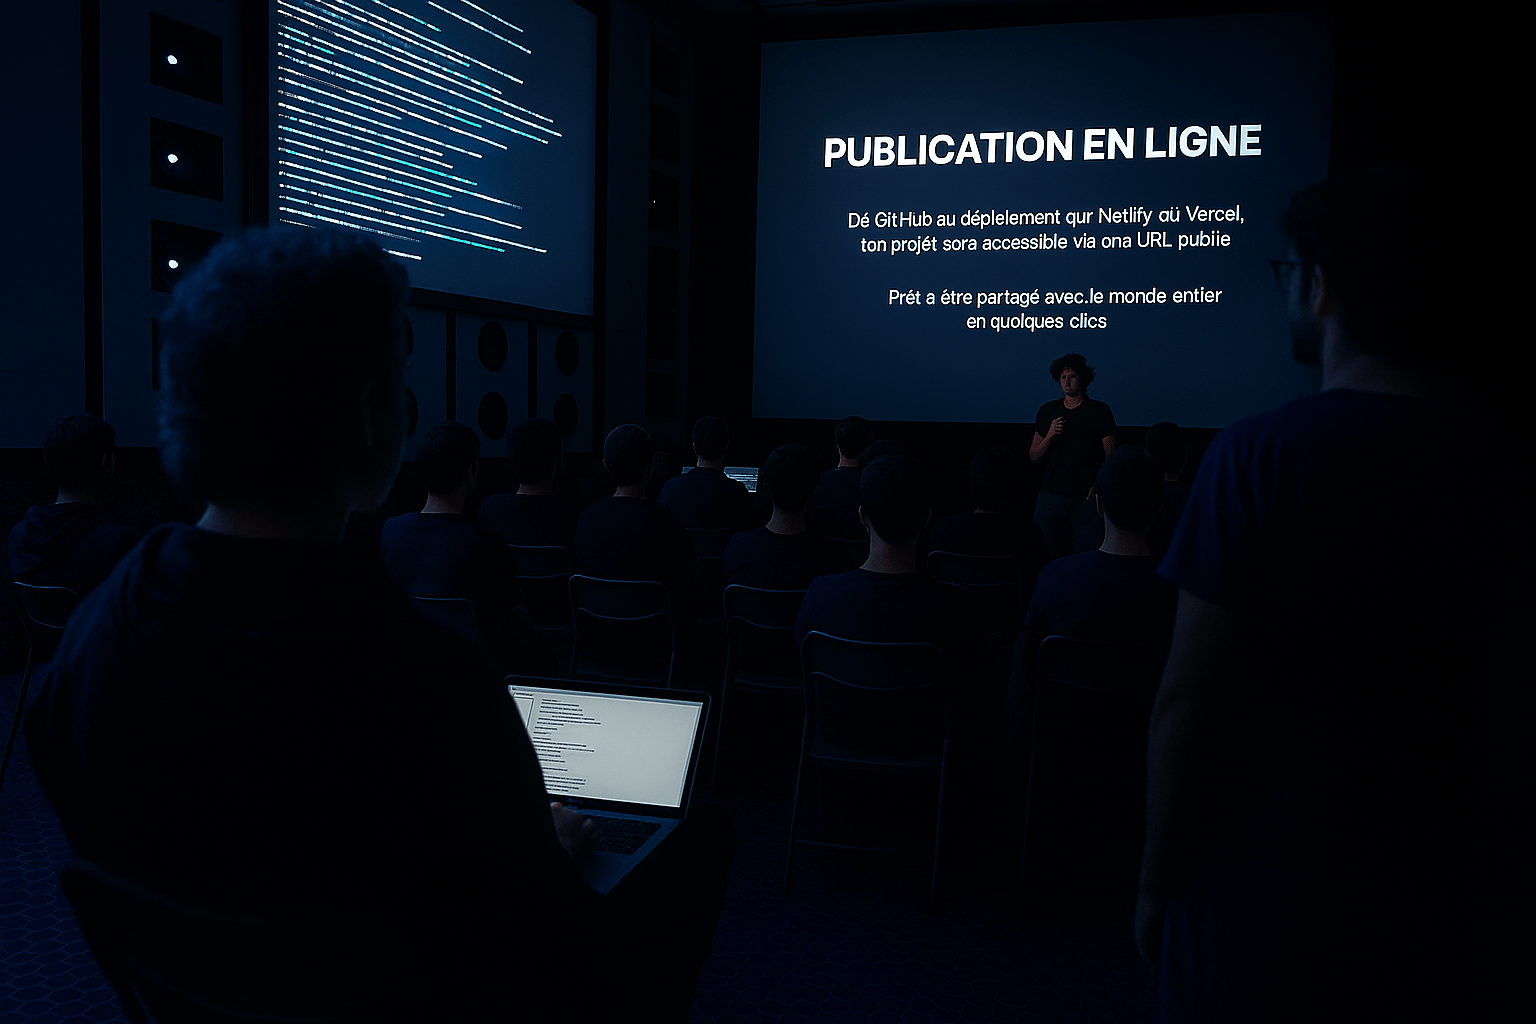 PUBLICATION EN LIGNE
Dé GitHub au déplelement qur Netlify aü Vercel,
ton projét sora accessible via ona URL pubiie
Prét a étre partagé avec.le monde entier
en quolques clics